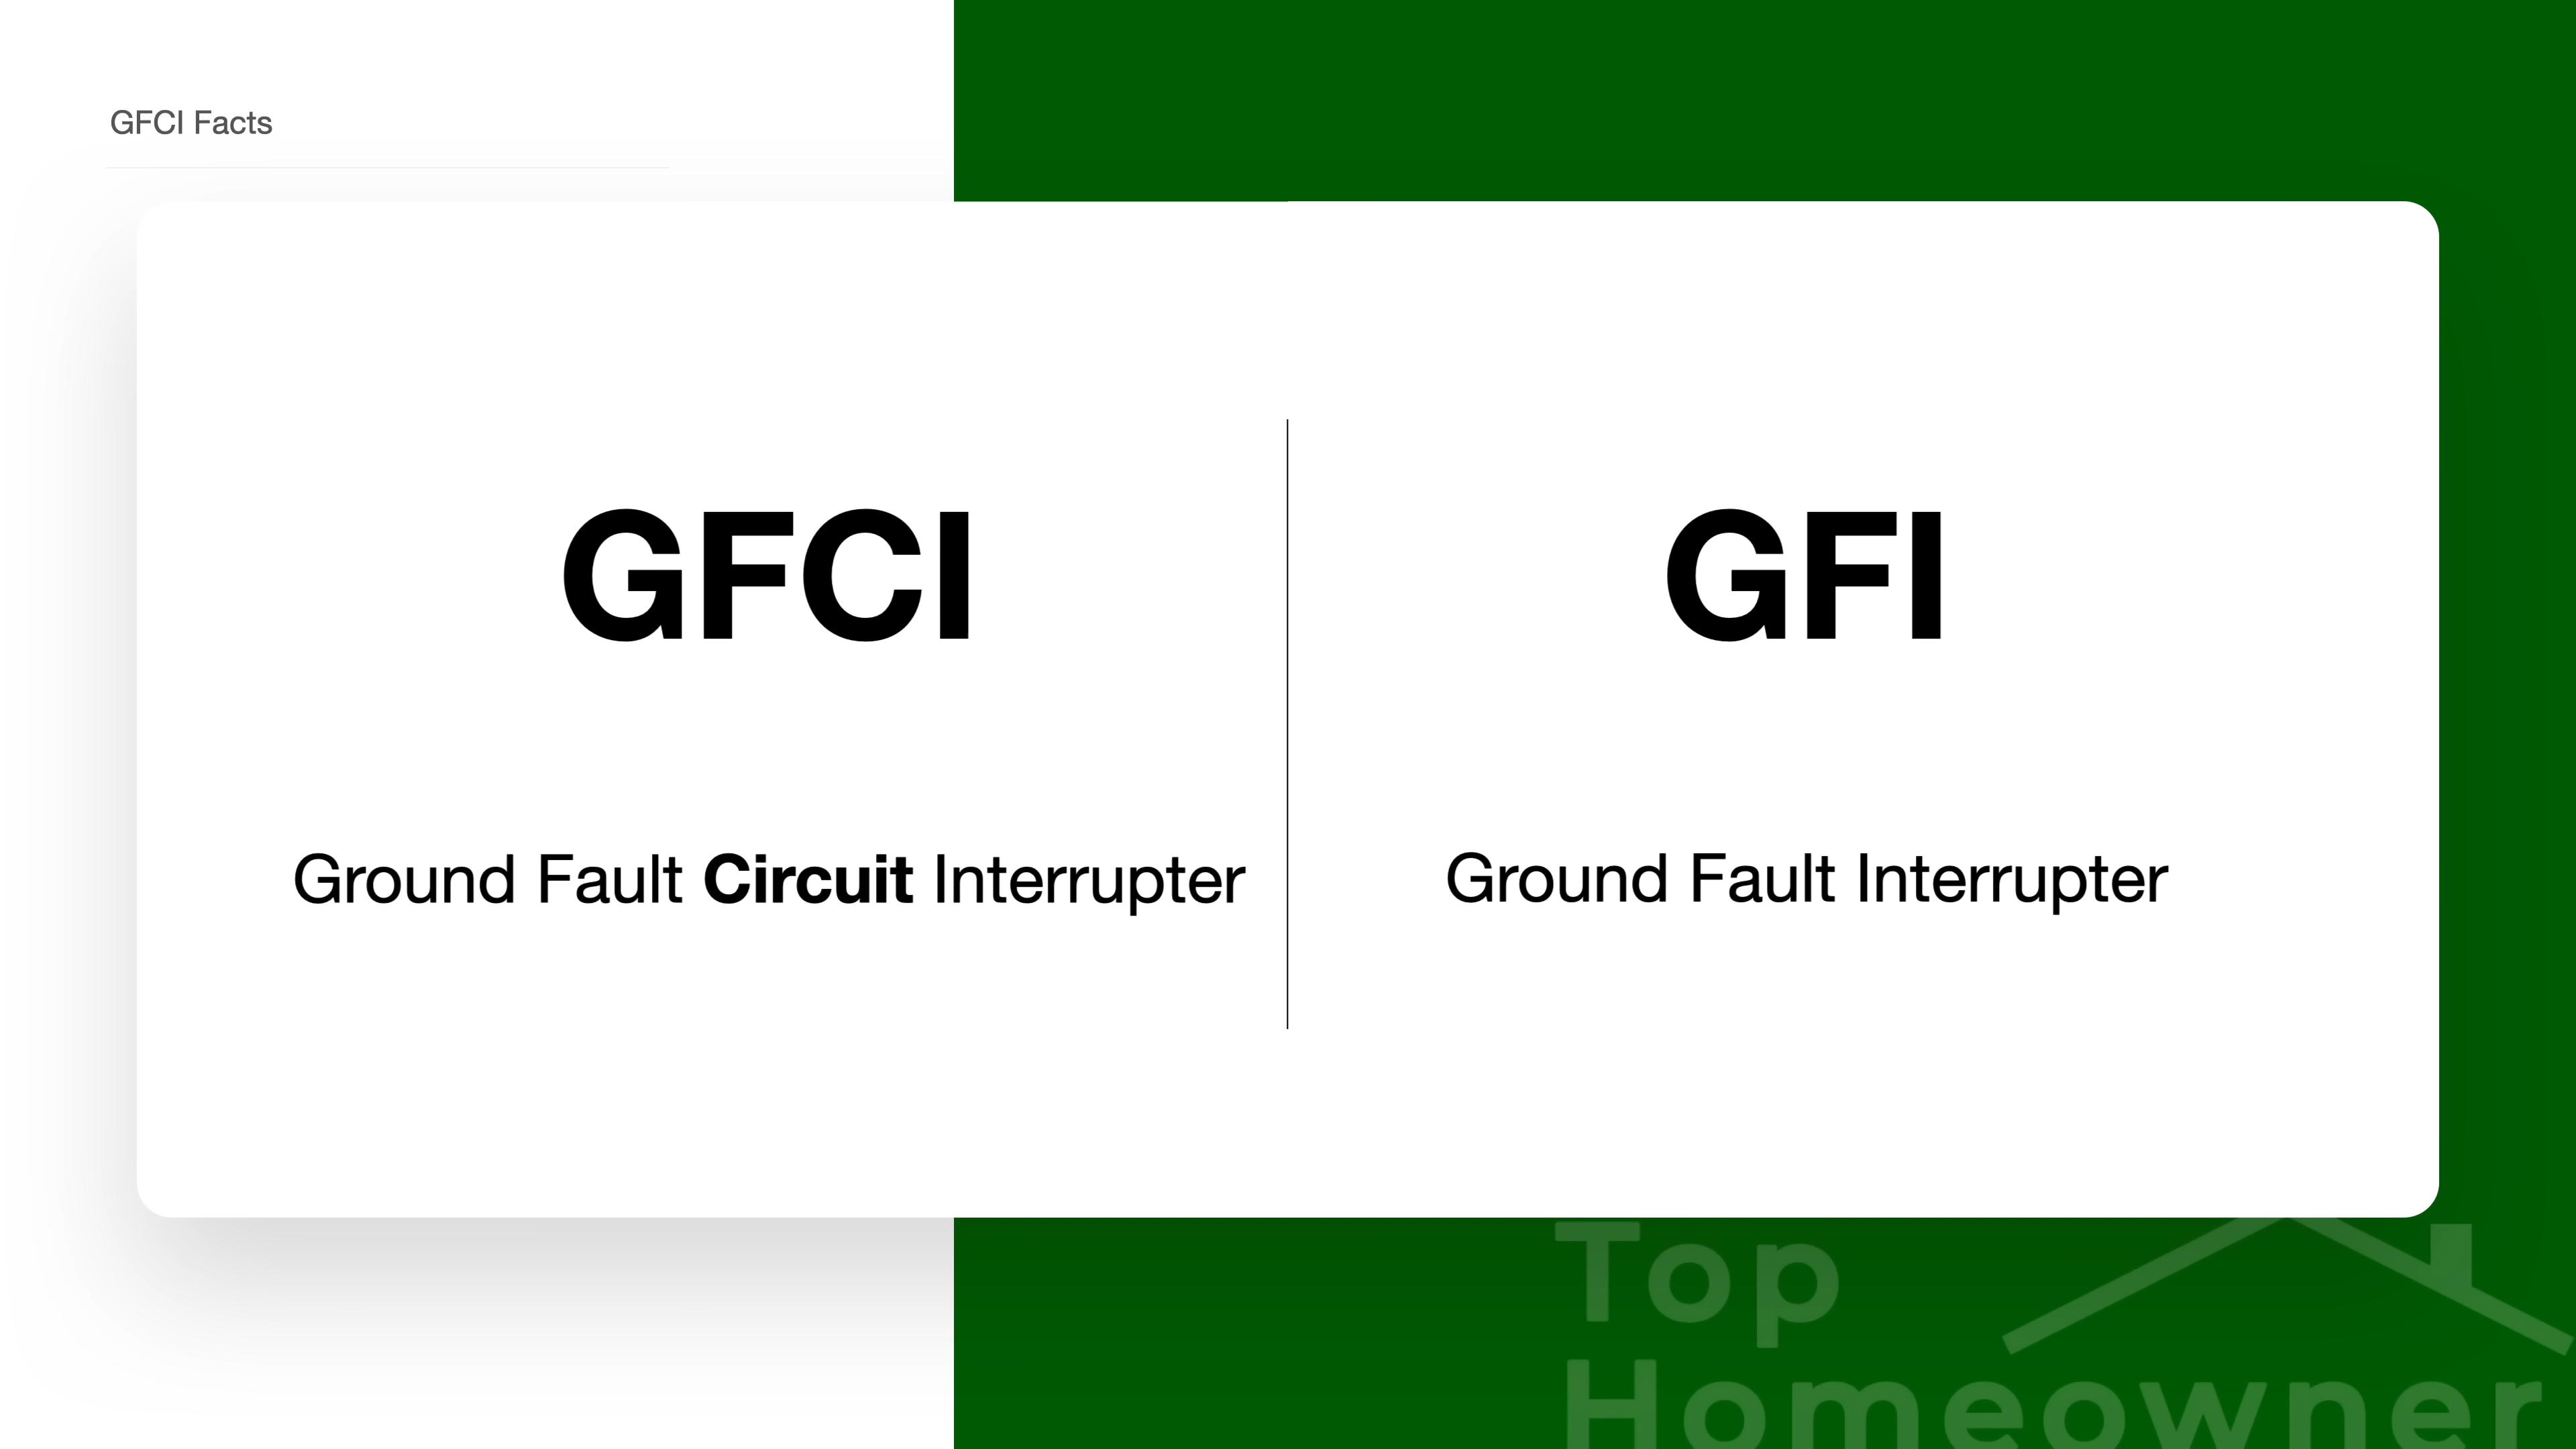 GFCI Facts
GFCI
Ground Fault Circuit Interrupter
GFI
Ground Fault Interrupter
Top
Homeowner